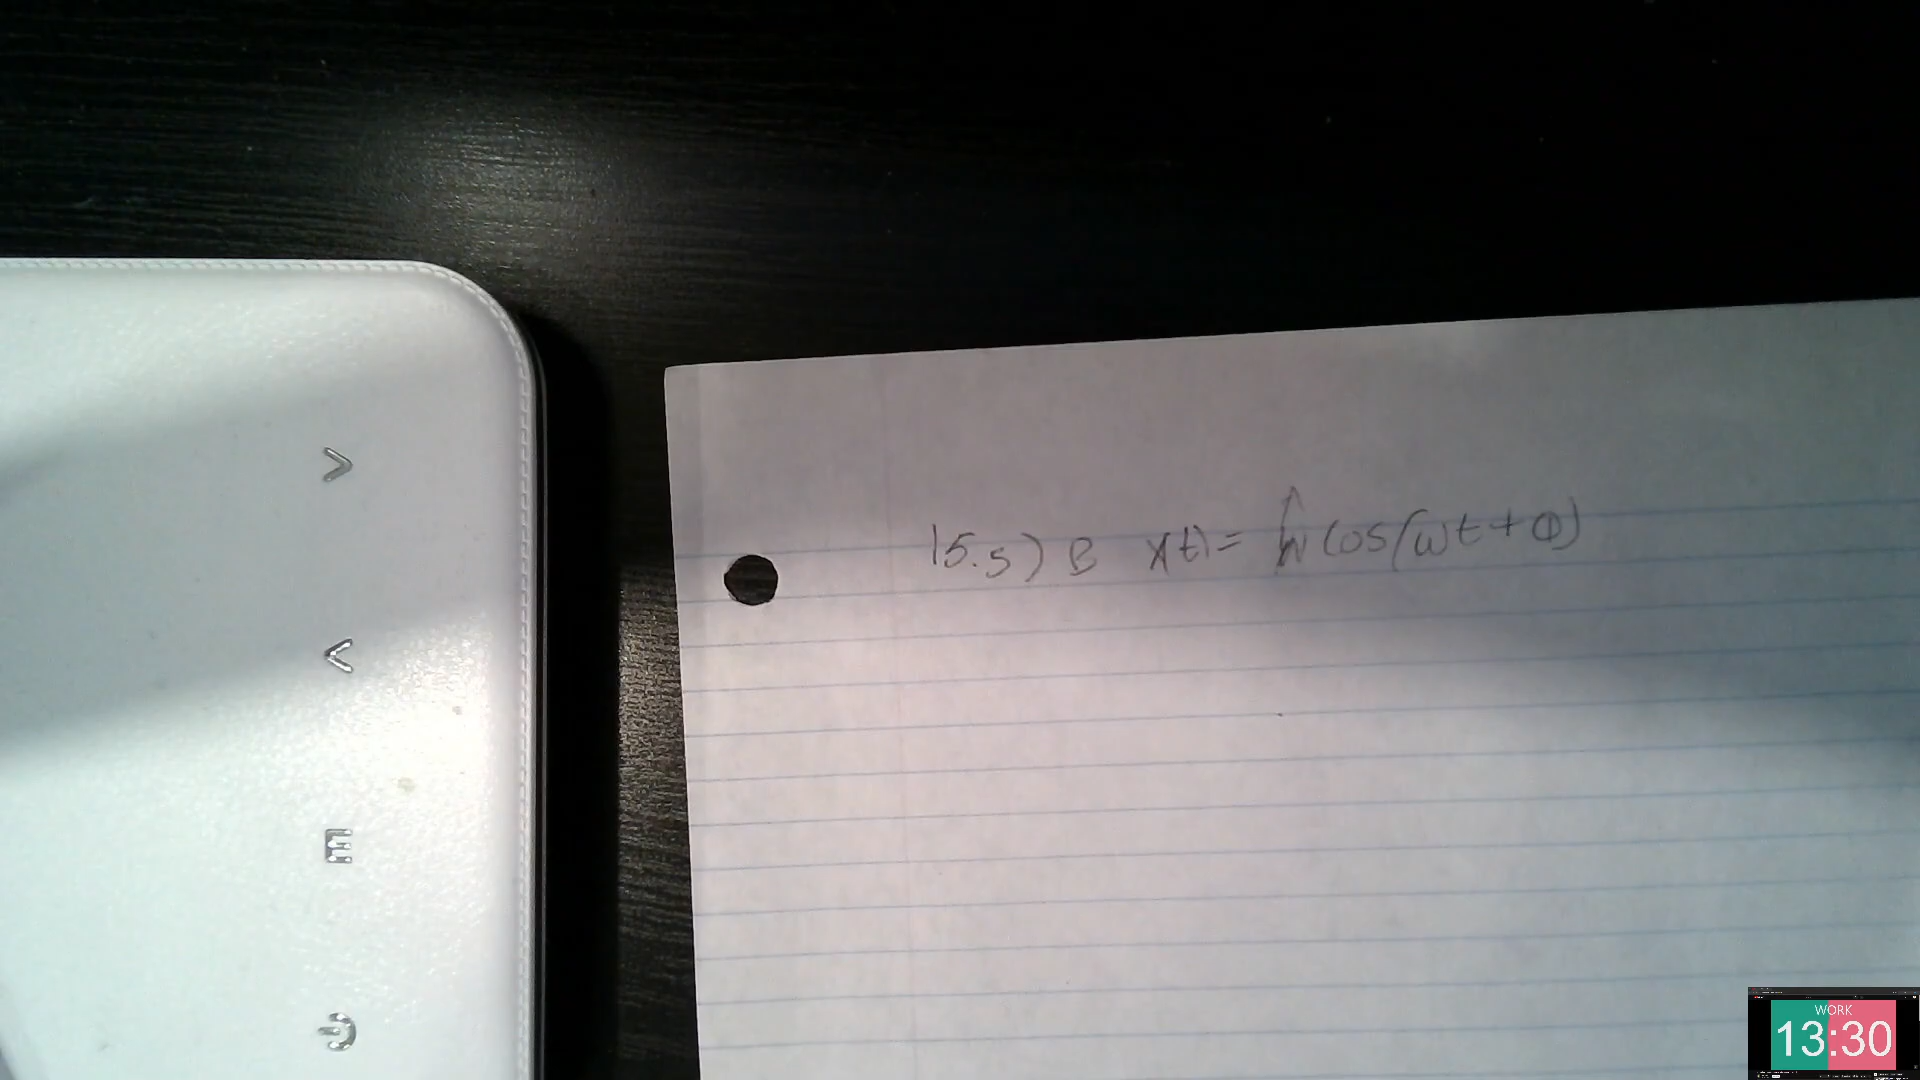 15.5) B x(t) = A cos(ωt + Φ)
E
WORK
13:30